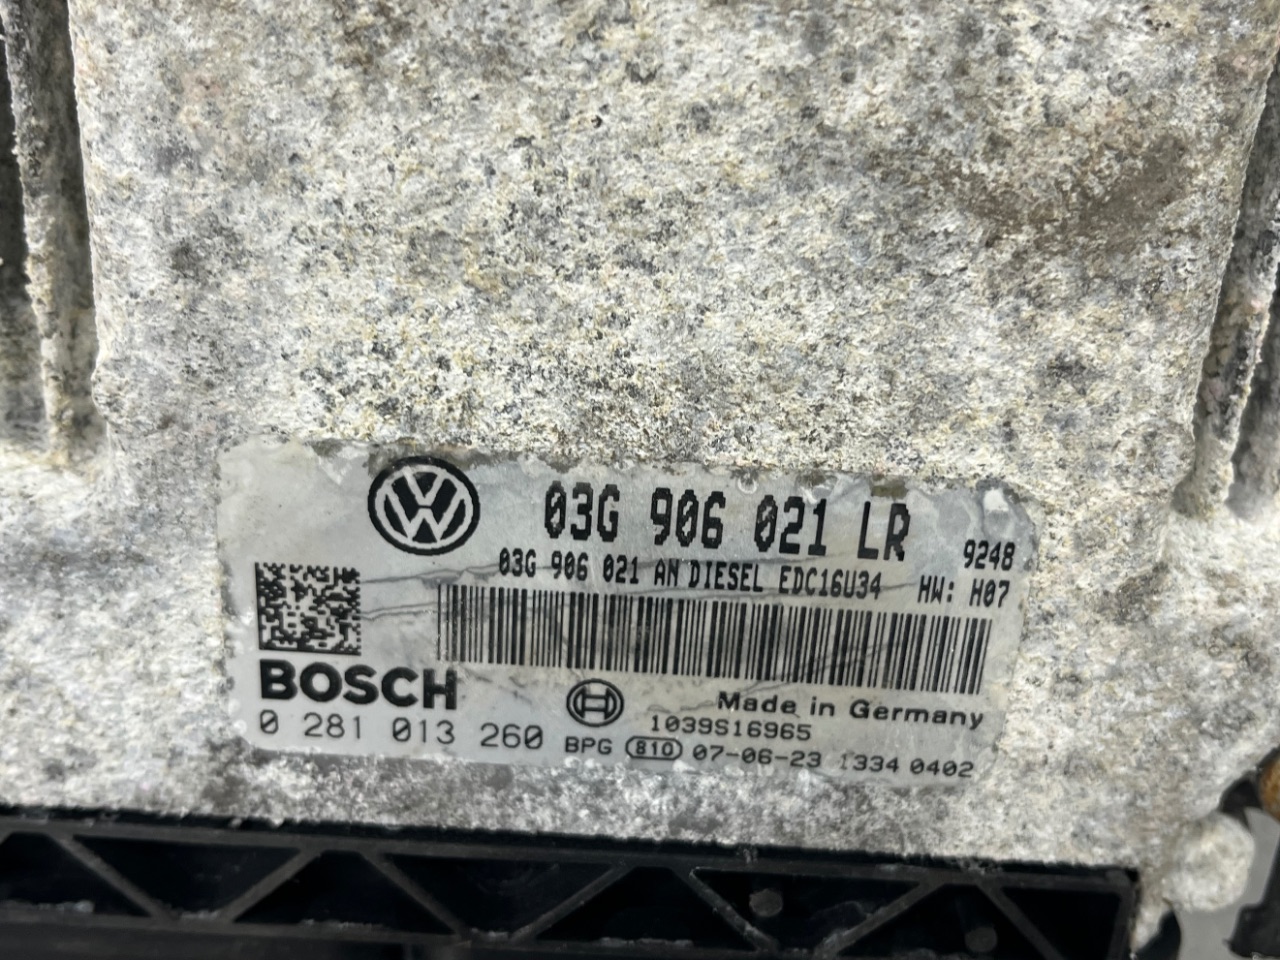 03G 906 021 LR
9248
03G 906 021 AN DIESEL EDC16U34 HW: H07
BOSCH
Made in Germany
0 281 013 260
1039S16965
BPG 810 07-06-23 1334 0402